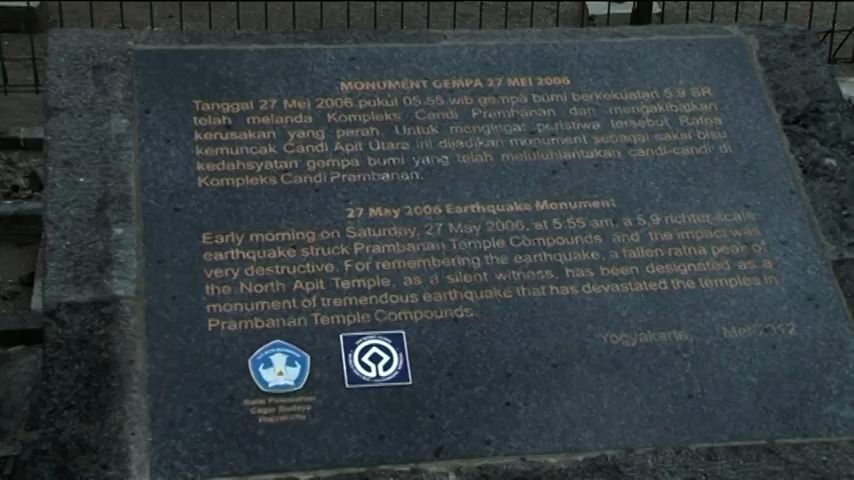 MONUMENT GEMPA 27 MEI 2006
Tanggal 27 Mei 2006 pukul 05.55 wib gempa bumi berkekuatan 5.9 SR
telah melanda Kompleks Candi Prambanan dan mengakibatkan
kerusakan yang parah. Untuk mengingat peristiwa tersebut Ratna
kemuncak Candi Apit Utara ini dijadikan monument sebagai saksi bisu
kedahsyatan gempa bumi yang telah meluluhlantakan candi-candi di
Kompleks Candi Prambanan.
27 May 2006 Earthquake Monument
Early morning on Saturday, 27 May 2006, at 5:55 am, a 5,9 richter scale
earthquake struck Prambanan Temple Compounds and the impact was
very destructive. For remembering the earthquake, a fallen ratna peak of
the North Apit Temple, as a silent witness, has been designated as a
monument of tremendous earthquake that has devastated the temples in
Prambanan Temple Compounds.
Yogyakarta, Mei 2012
Cagar Budaya
Yogyakarta